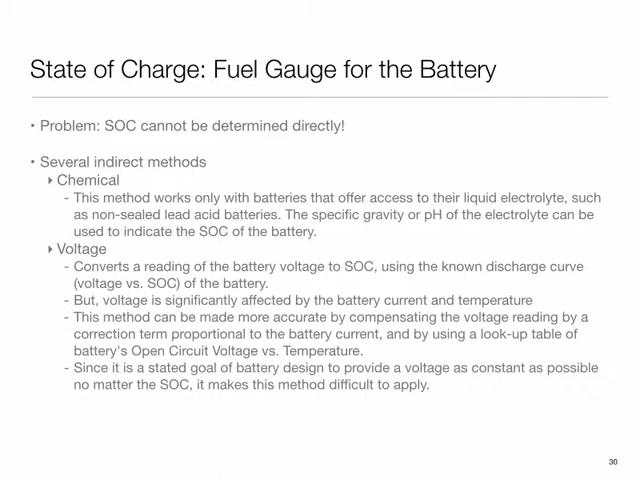 State of Charge: Fuel Gauge for the Battery
• Problem: SOC cannot be determined directly!
• Several indirect methods
‣ Chemical
- This method works only with batteries that offer access to their liquid electrolyte, such
as non-sealed lead acid batteries. The specific gravity or pH of the electrolyte can be
used to indicate the SOC of the battery.
‣ Voltage
- Converts a reading of the battery voltage to SOC, using the known discharge curve
(voltage vs. SOC) of the battery.
- But, voltage is significantly affected by the battery current and temperature
- This method can be made more accurate by compensating the voltage reading by a
correction term proportional to the battery current, and by using a look-up table of
battery's Open Circuit Voltage vs. Temperature.
- Since it is a stated goal of battery design to provide a voltage as constant as possible
no matter the SOC, it makes this method difficult to apply.
30